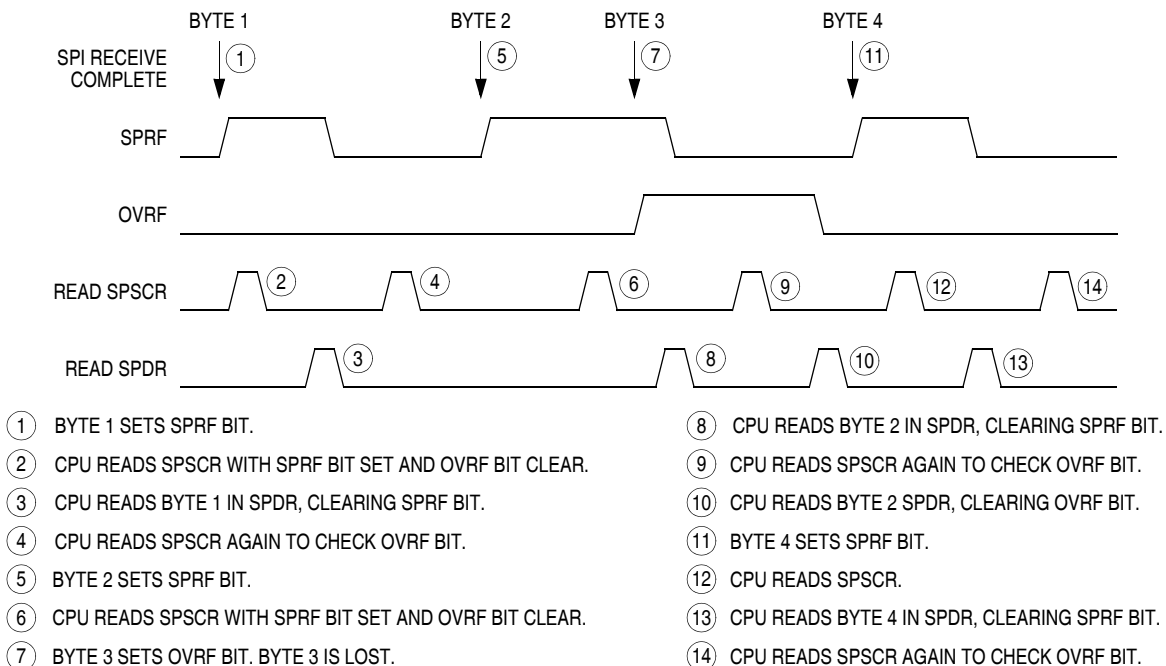 BYTE 1 BYTE 2 BYTE 3 BYTE 4
SPI RECEIVE
COMPLETE
1 5 7 11
SPRF
OVRF
READ SPSCR
2 4 6 9 12 14
READ SPDR
3 8 10 13
1 BYTE 1 SETS SPRF BIT.
2 CPU READS SPSCR WITH SPRF BIT SET AND OVRF BIT CLEAR.
3 CPU READS BYTE 1 IN SPDR, CLEARING SPRF BIT.
4 CPU READS SPSCR AGAIN TO CHECK OVRF BIT.
5 BYTE 2 SETS SPRF BIT.
6 CPU READS SPSCR WITH SPRF BIT SET AND OVRF BIT CLEAR.
7 BYTE 3 SETS OVRF BIT. BYTE 3 IS LOST.
8 CPU READS BYTE 2 IN SPDR, CLEARING SPRF BIT.
9 CPU READS SPSCR AGAIN TO CHECK OVRF BIT.
10 CPU READS BYTE 2 SPDR, CLEARING OVRF BIT.
11 BYTE 4 SETS SPRF BIT.
12 CPU READS SPSCR.
13 CPU READS BYTE 4 IN SPDR, CLEARING SPRF BIT.
14 CPU READS SPSCR AGAIN TO CHECK OVRF BIT.